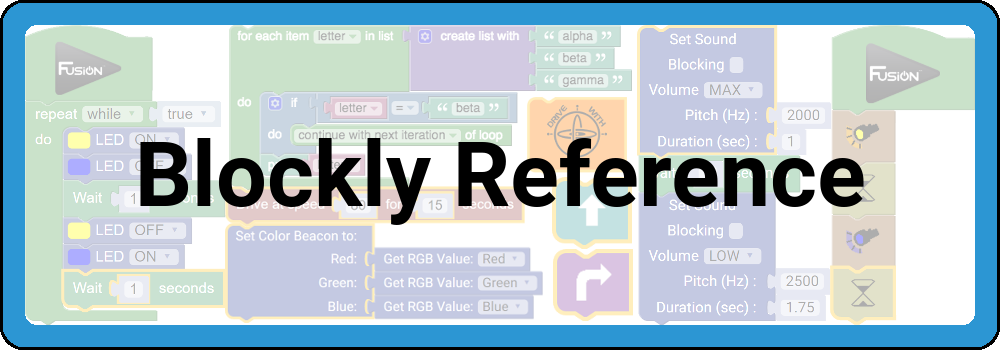 FUSION
repeat while true
do
LED ON
LED
Wait 1 seconds
LED OFF
LED ON
Wait 1 seconds
for each item letter in list
create list with
“ alpha ”
“ beta ”
“ gamma ”
do if letter = “ beta ”
do continue with next iteration of loop
for 15 seconds
Set Color Beacon to:
Red: Get RGB Value: Red
Green: Get RGB Value: Green
Blue: Get RGB Value: Blue
DRIVE WITH
Set Sound
Blocking
Volume MAX
Pitch (Hz) : 2000
Duration (sec) : 1
Set Sound
Blocking
Volume LOW
Pitch (Hz) : 2500
Duration (sec) : 1.75
FUSION
Blockly Reference